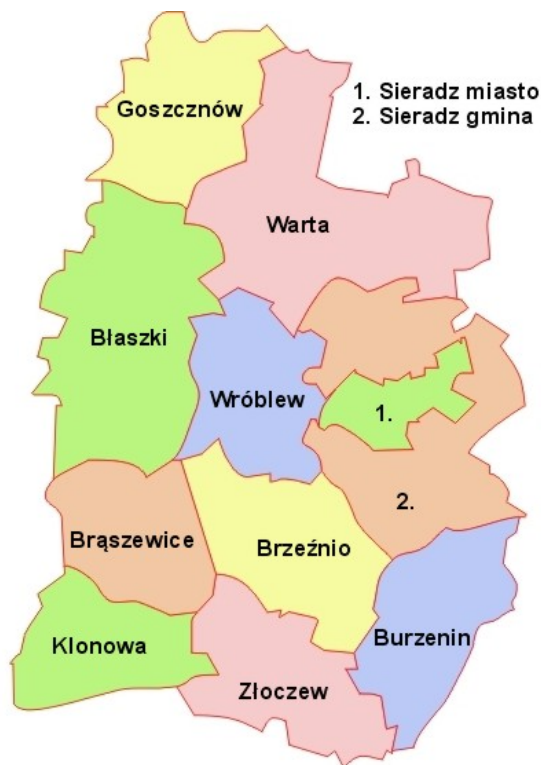 Goszcznów
1. Sieradz miasto
2. Sieradz gmina
Warta
Błaszki
Wróblew
1.
2.
Brąszewice
Brzeźnio
Klonowa
Burzenin
Złoczew